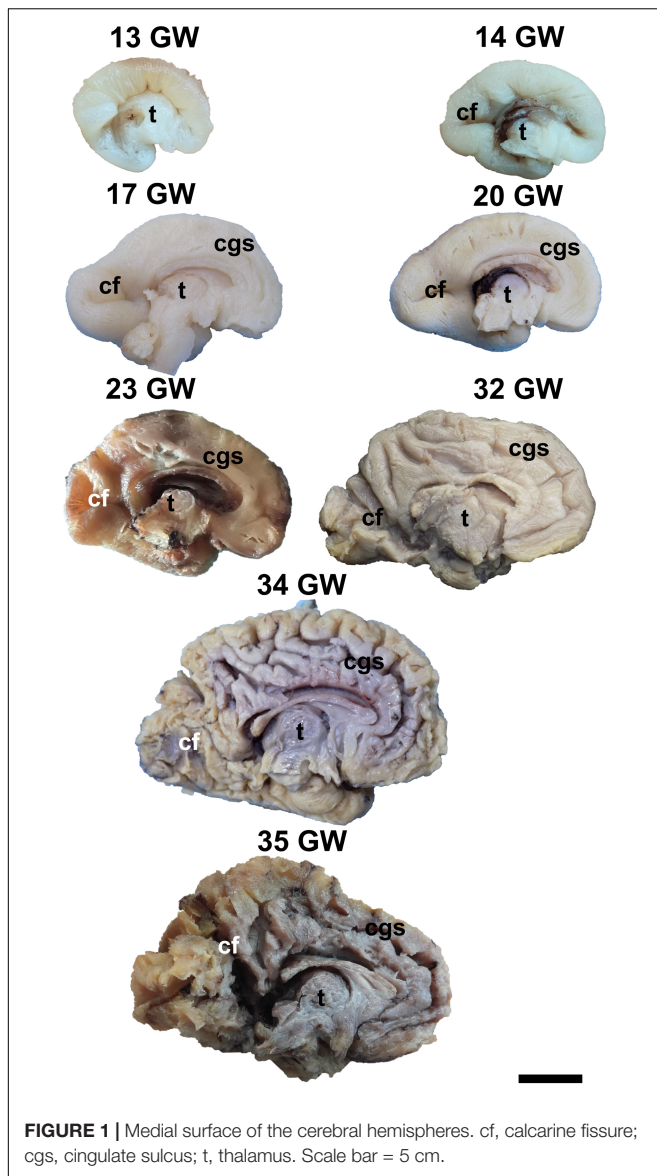 13 GW
14 GW
t
cf
t
17 GW
20 GW
cgs
cf
t
cgs
cf
t
23 GW
32 GW
cgs
cf
t
cgs
cf
t
34 GW
cgs
cf
t
35 GW
cgs
cf
t
FIGURE 1 | Medial surface of the cerebral hemispheres. cf, calcarine fissure;
cgs, cingulate sulcus; t, thalamus. Scale bar = 5 cm.